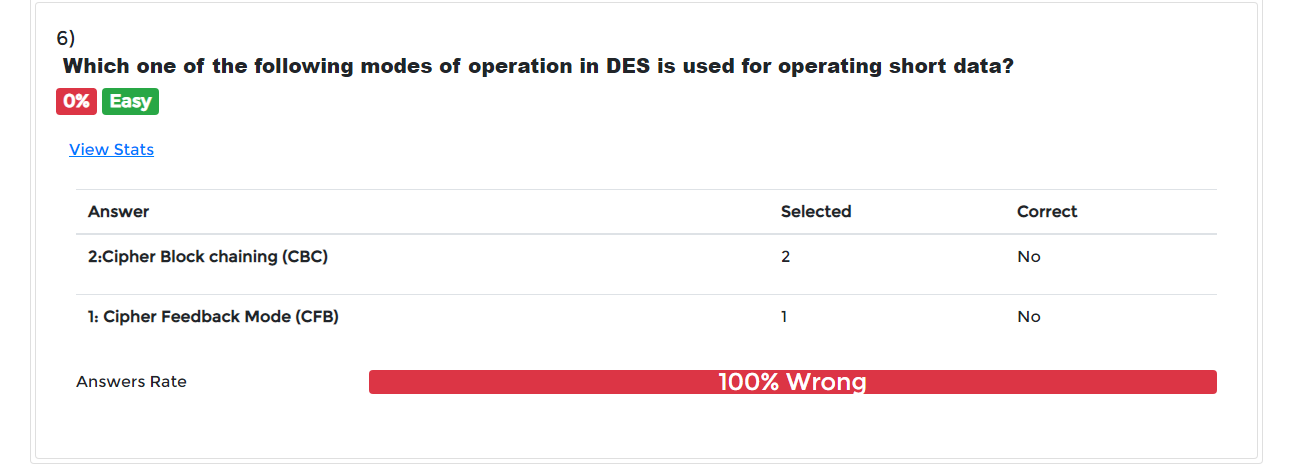 6)
Which one of the following modes of operation in DES is used for operating short data?
0% Easy
View Stats
Answer Selected Correct
2:Cipher Block chaining (CBC) 2 No
1: Cipher Feedback Mode (CFB) 1 No
Answers Rate 100% Wrong